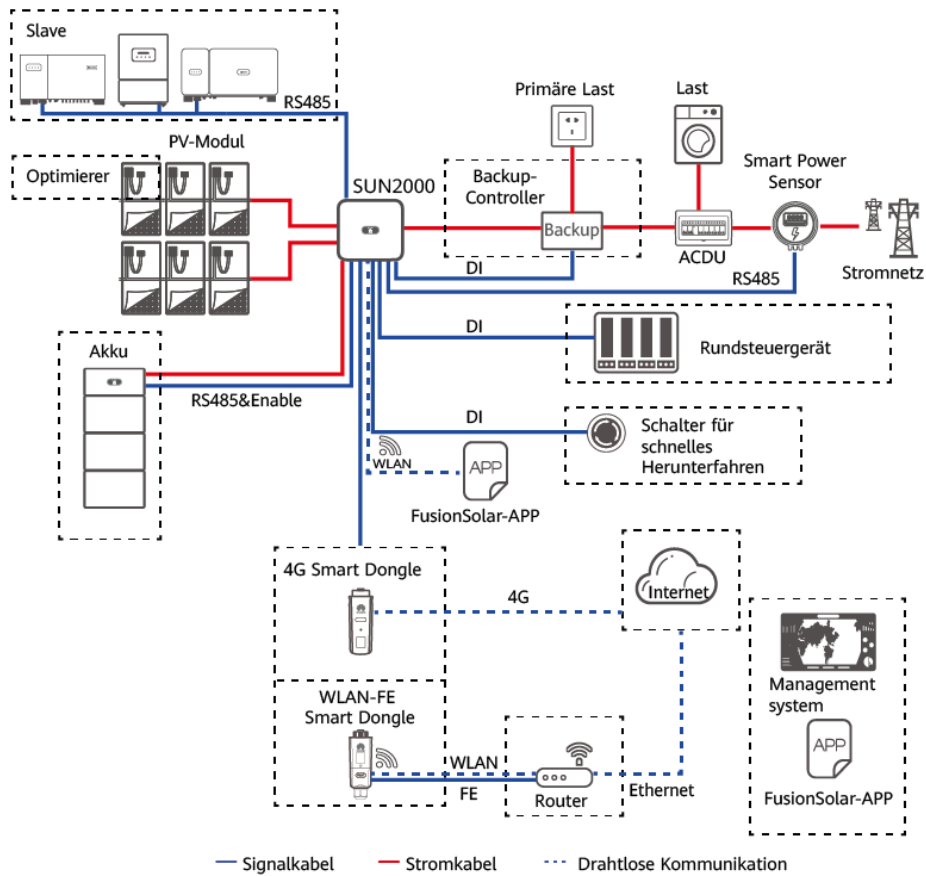 Slave
RS485
PV-Modul
Optimierer
SUN2000
Primäre Last
Last
Backup-
Controller
Smart Power
Sensor
Backup
ACDU
Stromnetz
DI
RS485
DI
Rundsteuergerät
Akku
RS485&Enable
DI
Schalter für
schnelles
Herunterfahren
WLAN
APP
FusionSolar-APP
4G Smart Dongle
4G
Internet
WLAN-FE
Smart Dongle
WLAN
FE
Router
Ethernet
Management
system
APP
FusionSolar-APP
Signalkabel
Stromkabel
Drahtlose Kommunikation